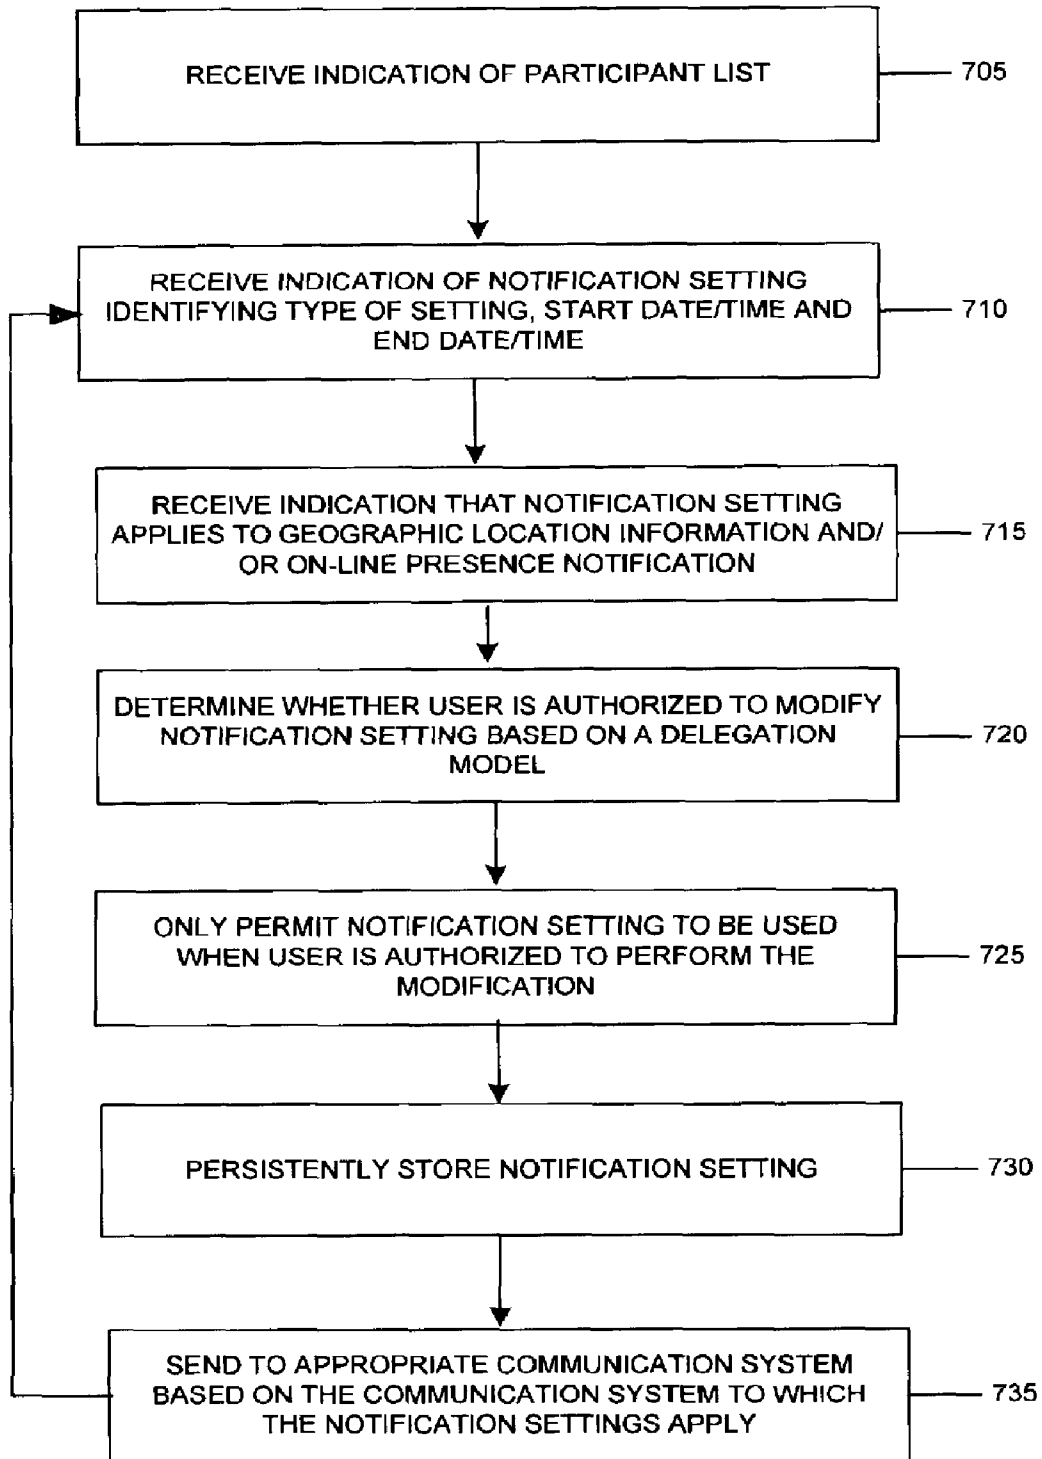 RECEIVE INDICATION OF PARTICIPANT LIST
705
RECEIVE INDICATION OF NOTIFICATION SETTING
IDENTIFYING TYPE OF SETTING, START DATE/TIME AND
END DATE/TIME
710
RECEIVE INDICATION THAT NOTIFICATION SETTING
APPLIES TO GEOGRAPHIC LOCATION INFORMATION AND/
OR ON-LINE PRESENCE NOTIFICATION
715
DETERMINE WHETHER USER IS AUTHORIZED TO MODIFY
NOTIFICATION SETTING BASED ON A DELEGATION
MODEL
720
ONLY PERMIT NOTIFICATION SETTING TO BE USED
WHEN USER IS AUTHORIZED TO PERFORM THE
MODIFICATION
725
PERSISTENTLY STORE NOTIFICATION SETTING
730
SEND TO APPROPRIATE COMMUNICATION SYSTEM
BASED ON THE COMMUNICATION SYSTEM TO WHICH
THE NOTIFICATION SETTINGS APPLY
735